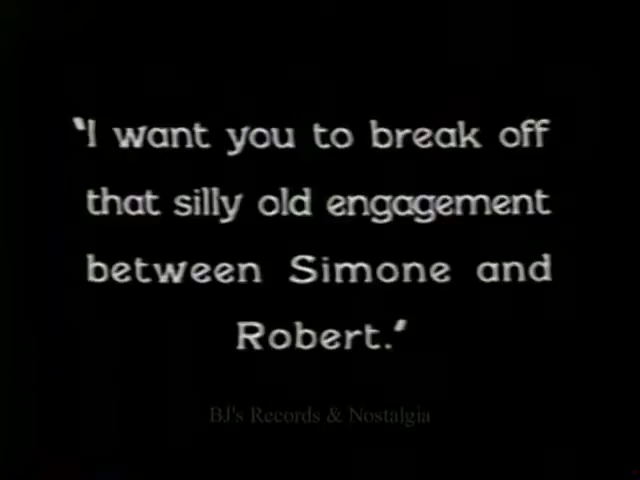 "I want you to break off
that silly old engagement
between Simone and
Robert."
BJ's Records & Nostalgia